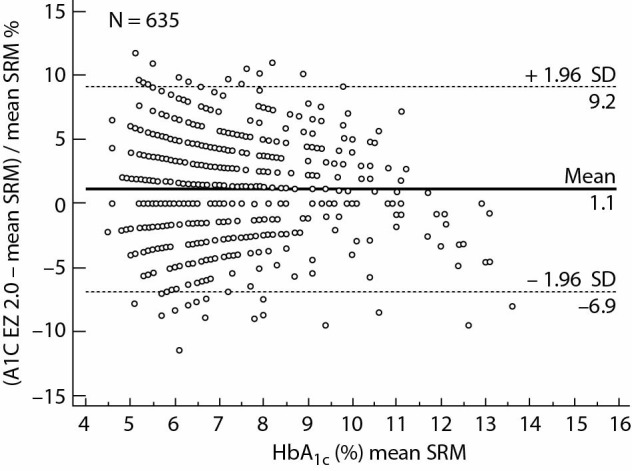 (A1C EZ 2.0 – mean SRM) / mean SRM %
15
10
5
0
–5
–10
–15
N = 635
+ 1.96 SD
9.2
Mean
1.1
– 1.96 SD
–6.9
4 5 6 7 8 9 10 11 12 13 14 15 16
HbA1c (%) mean SRM